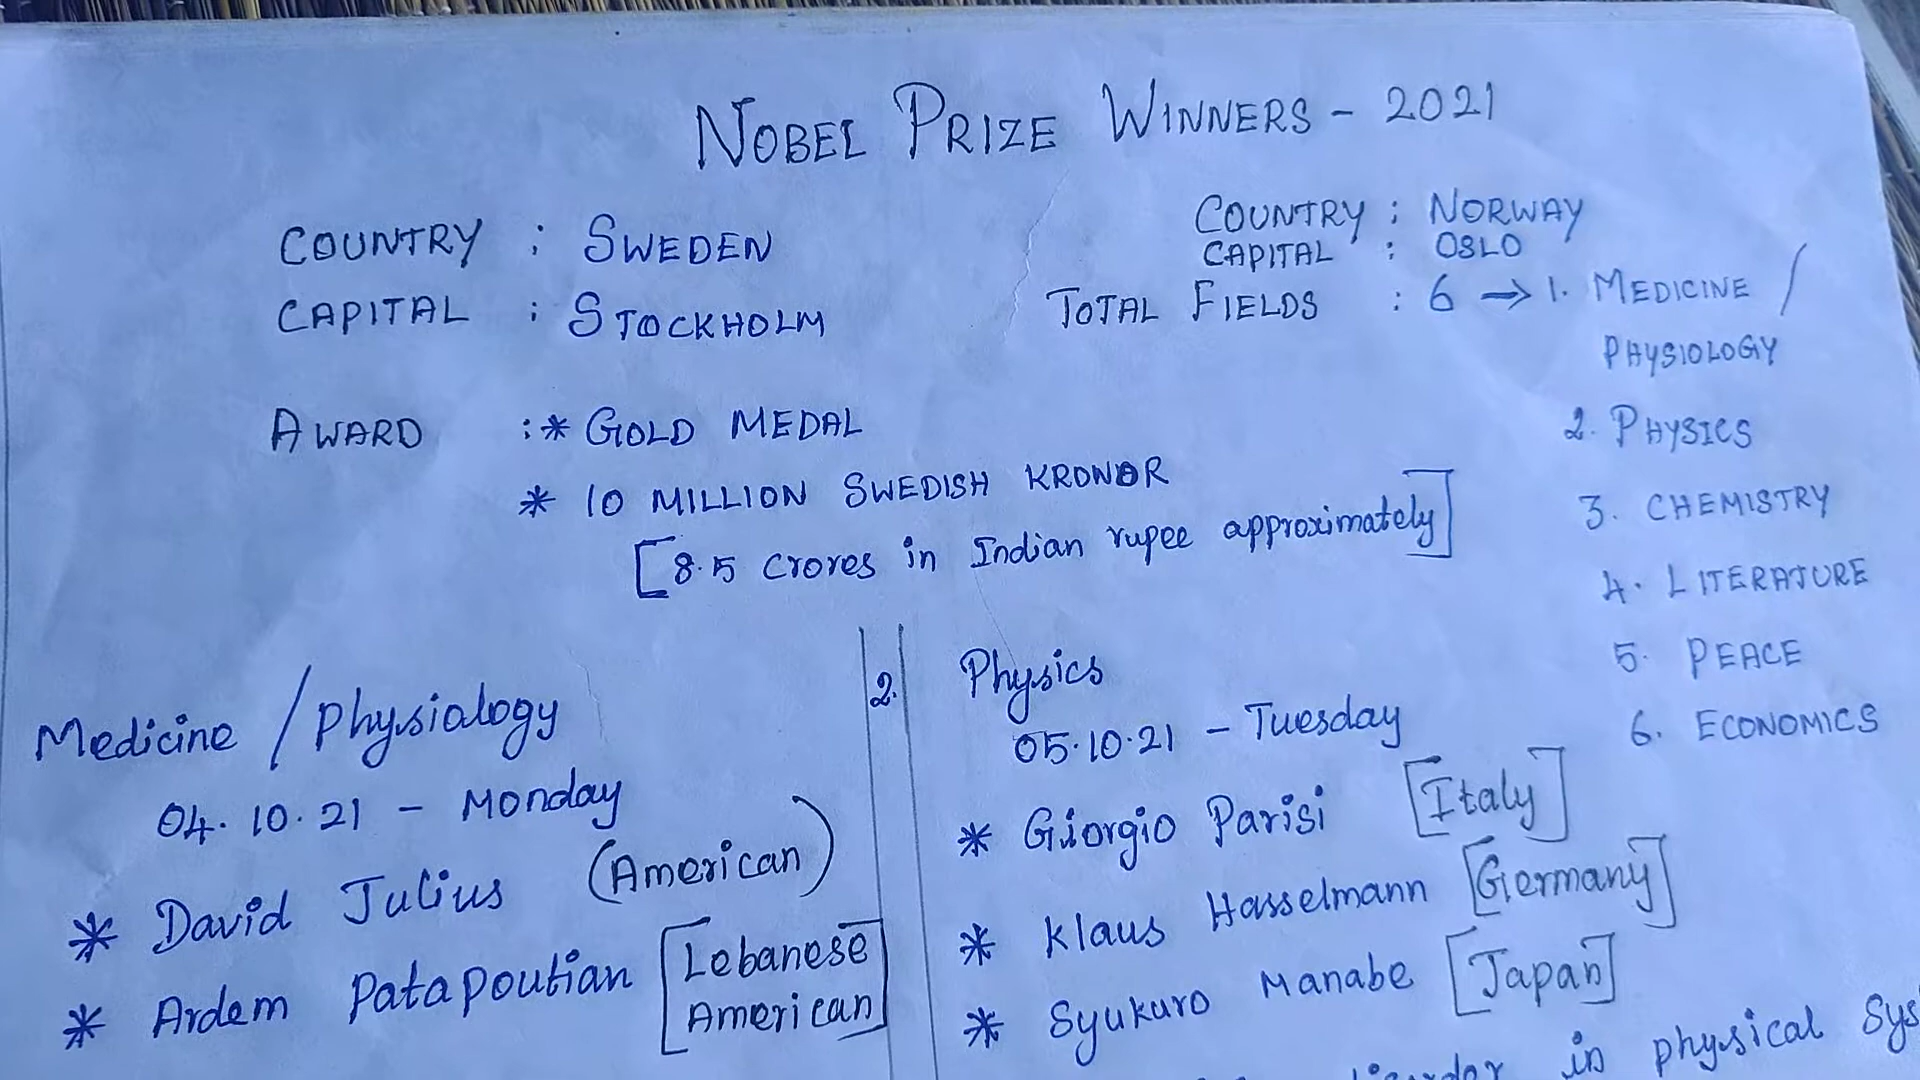 NOBEL PRIZE WINNERS - 2021
COUNTRY : SWEDEN
CAPITAL : STOCKHOLM
COUNTRY : NORWAY
CAPITAL : OSLO
TOTAL FIELDS : 6 → 1. MEDICINE /
PHYSIOLOGY
2. PHYSICS
3. CHEMISTRY
4. LITERATURE
5. PEACE
6. ECONOMICS
AWARD : * GOLD MEDAL
* 10 MILLION SWEDISH KRONOR
[8.5 crores in Indian rupee approximately]
Medicine / Physialogy
04.10.21 - Monday
* David Julius (American)
* Ardem Patapoutian [Lebanese
American]
2. Physics
05.10.21 - Tuesday
* Giorgio Parisi [Italy]
* Klaus Hasselmann [Germany]
* Syukuro Manabe [Japan]
in physical